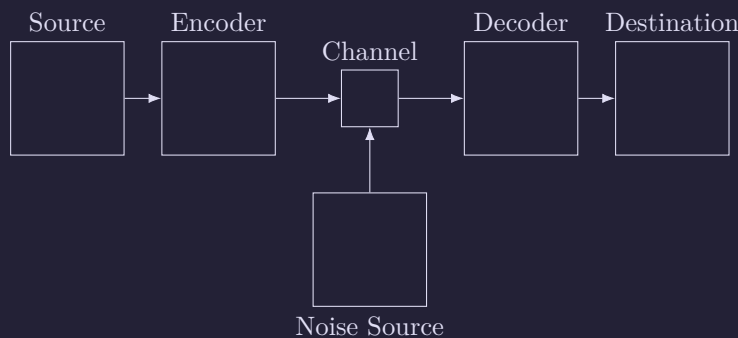 Source
Encoder
Channel
Decoder
Destination
Noise Source